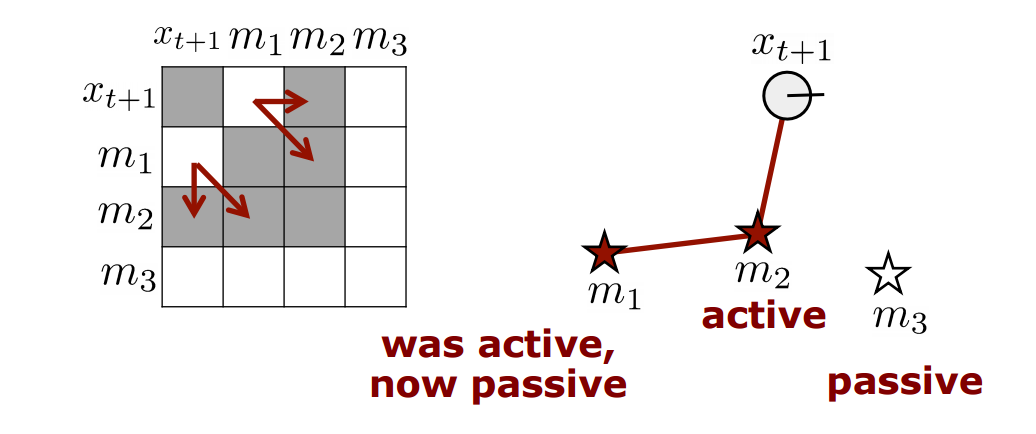 x_{t+1} m_1 m_2 m_3
x_{t+1}
m_1
m_2
m_3
x_{t+1}
m_1
m_2
m_3
was active,
now passive
active
passive